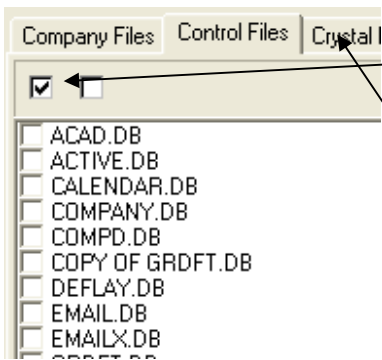 Company Files Control Files Crystal
ACAD.DB
ACTIVE.DB
CALENDAR.DB
COMPANY.DB
COMPD.DB
COPY OF GRDFT.DB
DEFLAY.DB
EMAIL.DB
EMAILX.DB